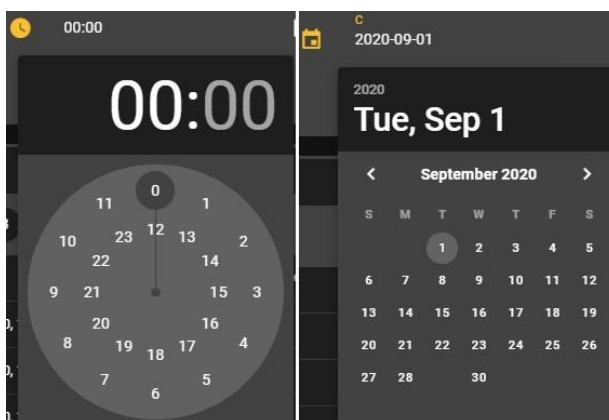 00:00
00:00
0
11 1
10 23 12 13 2
22 14
9 21 15 3
20 16
8 19 18 17 4
7 5
6
C
2020-09-01
2020
Tue, Sep 1
September 2020
S M T W T F S
1 2 3 4 5
6 7 8 9 10 11 12
13 14 15 16 17 18 19
20 21 22 23 24 25 26
27 28 30